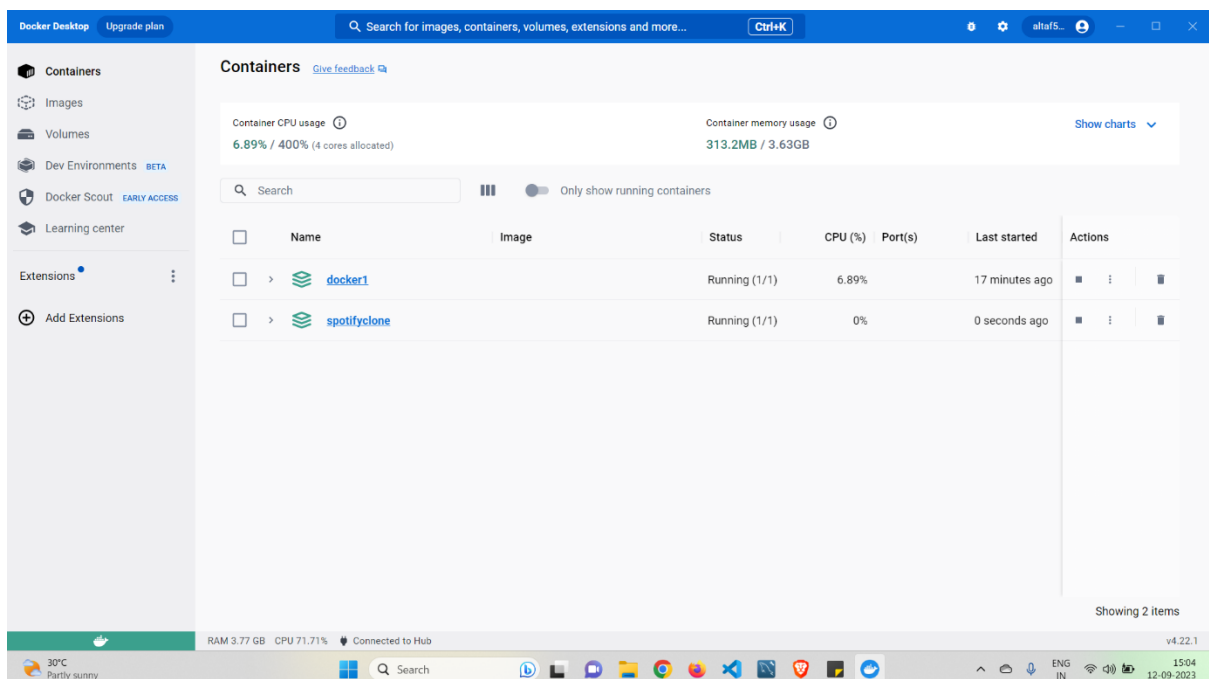 Docker Desktop Upgrade plan Search for images, containers, volumes, extensions and more... Ctrl+K altaf5...
Containers
Images
Volumes
Dev Environments BETA
Docker Scout EARLY ACCESS
Learning center
Extensions
Add Extensions
Containers Give feedback
Container CPU usage
6.89% / 400% (4 cores allocated)
Container memory usage
313.2MB / 3.63GB
Show charts
Search
Only show running containers
Name Image Status CPU (%) Port(s) Last started Actions
docker1 Running (1/1) 6.89% 17 minutes ago
spotifyclone Running (1/1) 0% 0 seconds ago
Showing 2 items
RAM 3.77 GB CPU 71.71% Connected to Hub v4.22.1
30°C
Partly sunny
Search
ENG
IN
15:04
12-09-2023